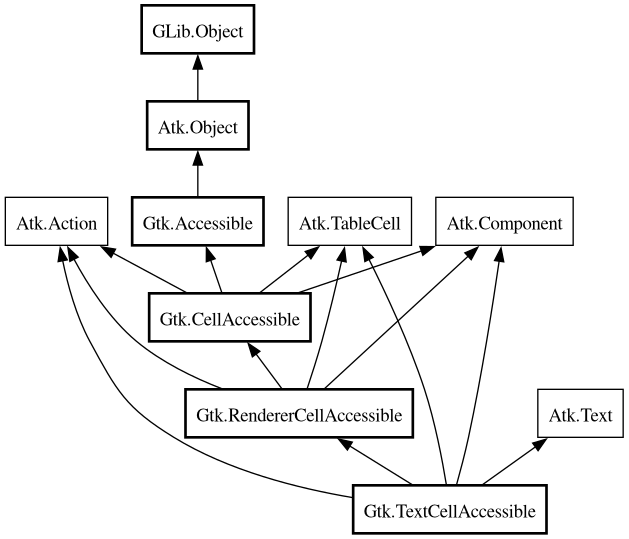 GLib.Object
Atk.Object
Atk.Action
Gtk.Accessible
Atk.TableCell
Atk.Component
Gtk.CellAccessible
Gtk.RendererCellAccessible
Atk.Text
Gtk.TextCellAccessible